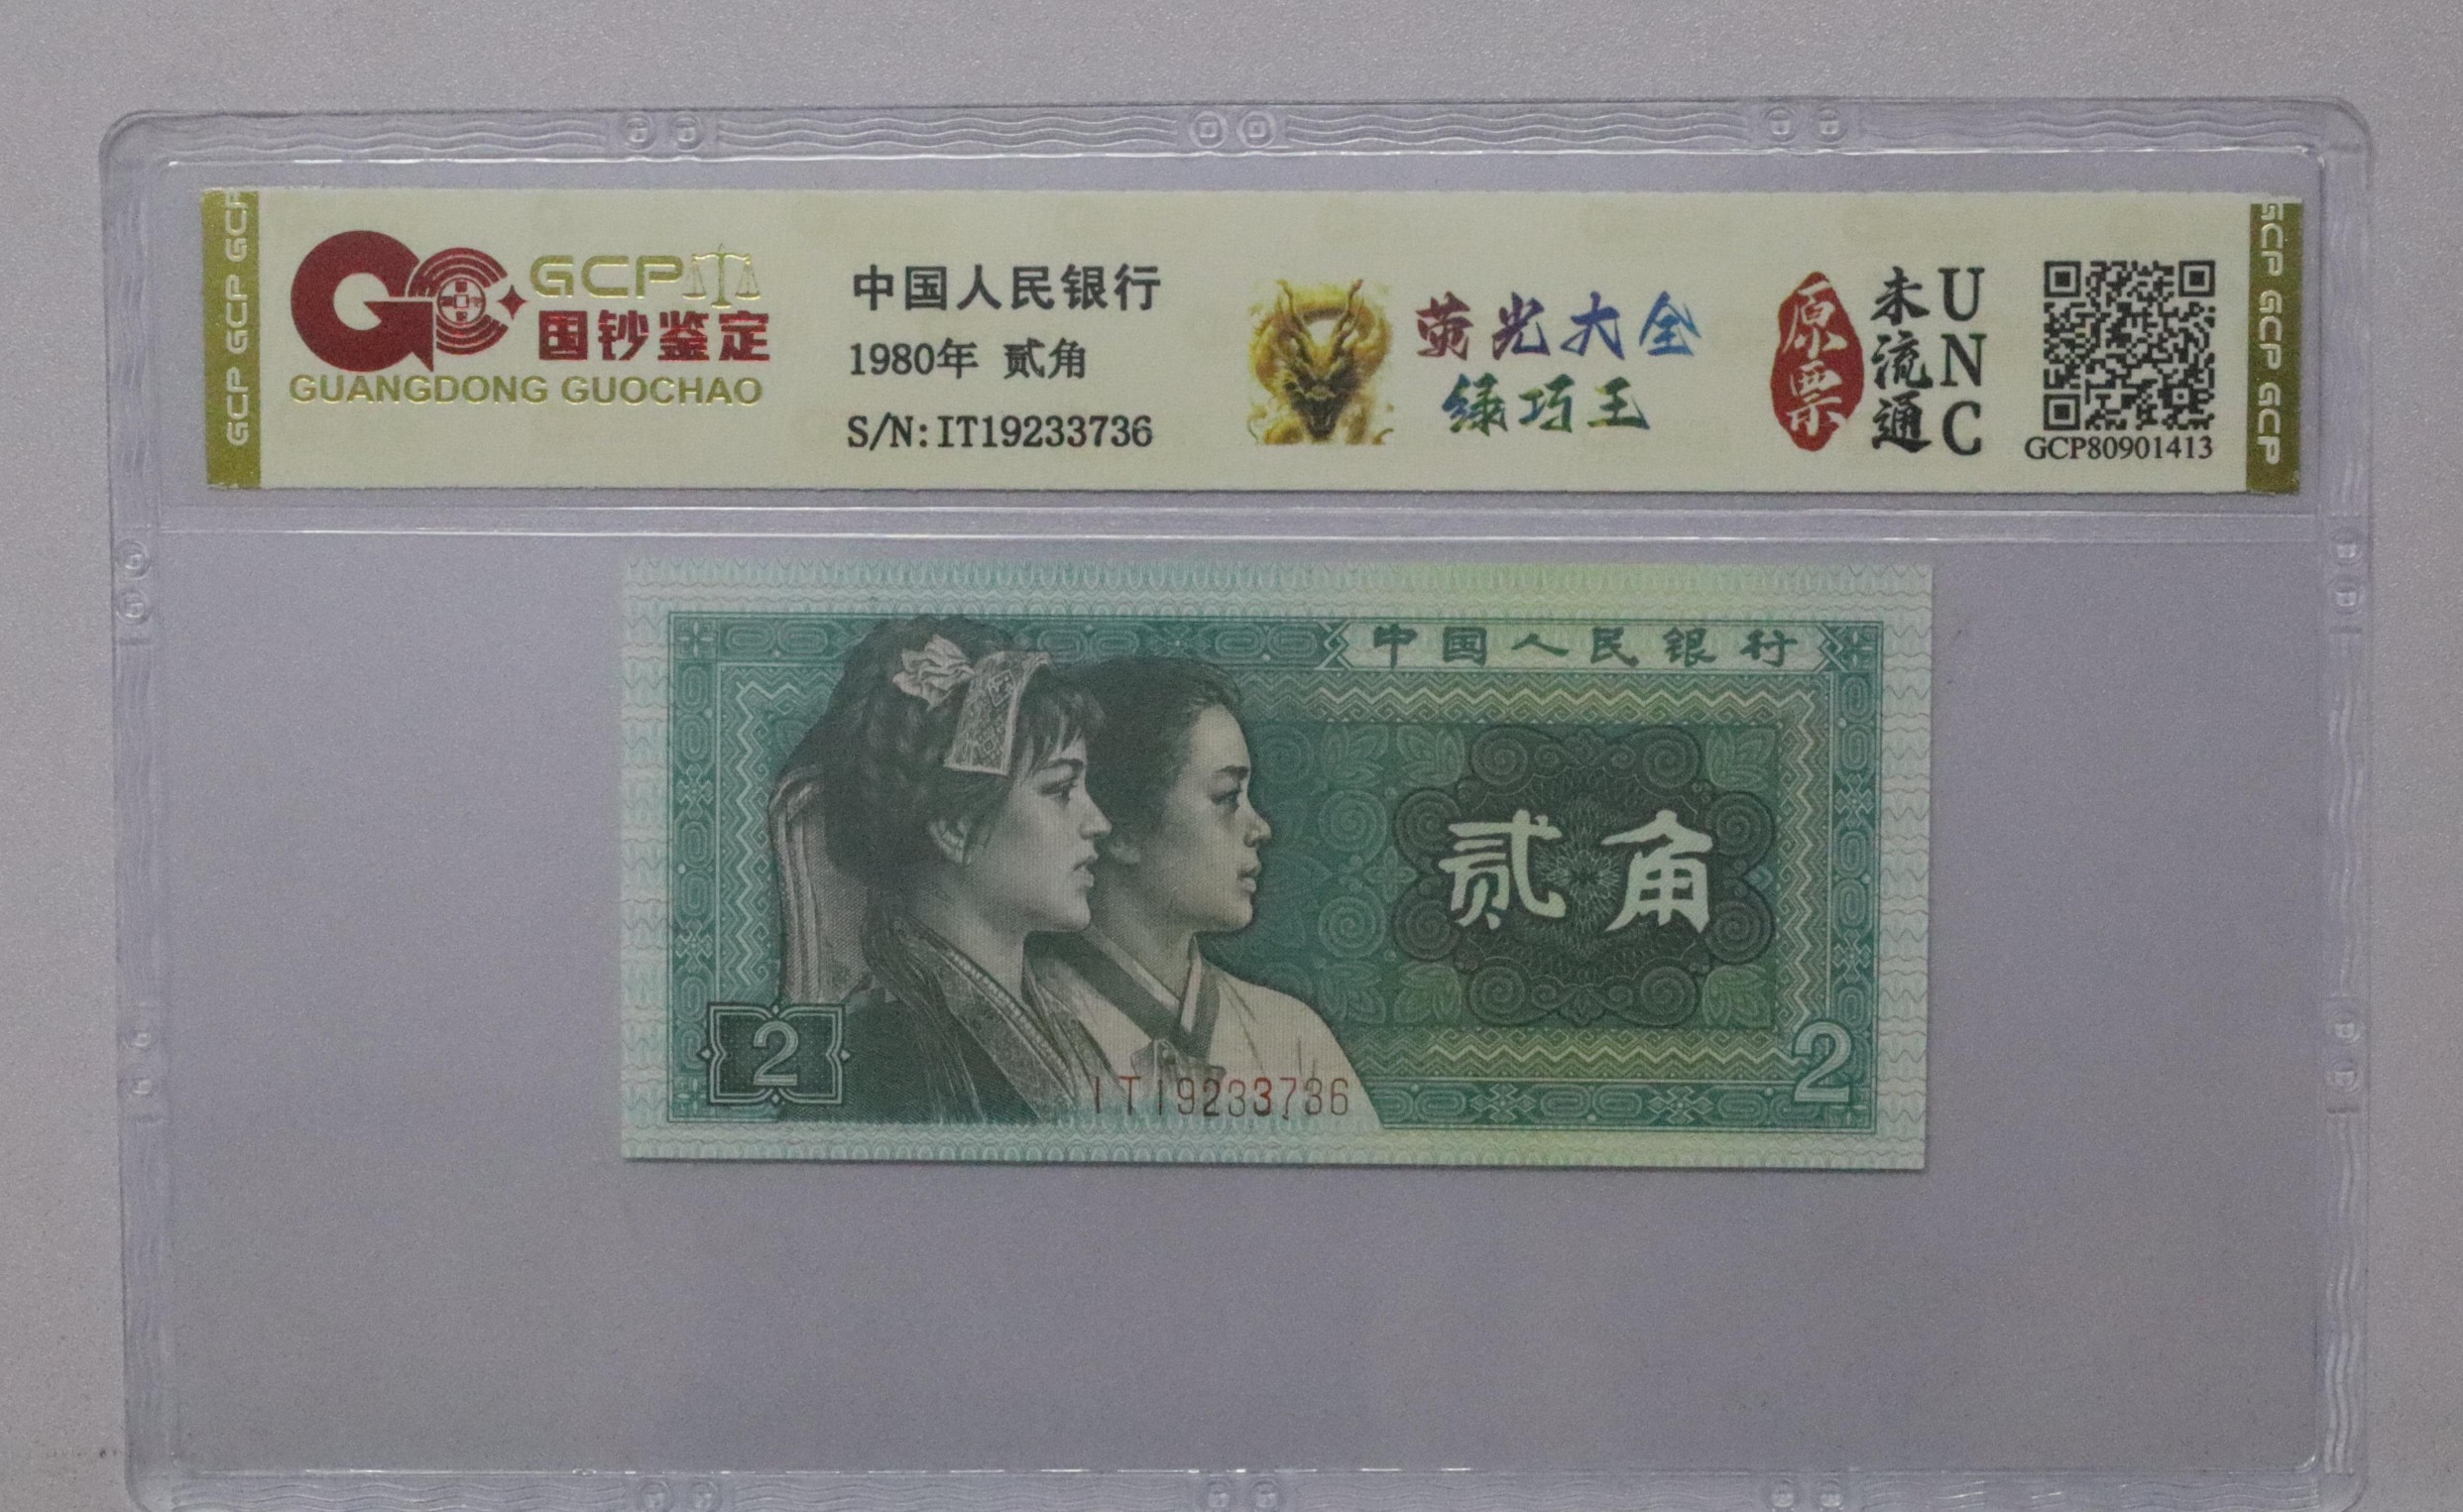 GCP GCP GCP
GCP
国钞鉴定
GUANGDONG GUOCHAO
中国人民银行
1980年 贰角
S/N:IT19233736
荧光大全
绿巧王
原票
未流通
UNC
GCP80901413
GCP GCP GCP
中国人民银行
贰角
2
2
IT19233736